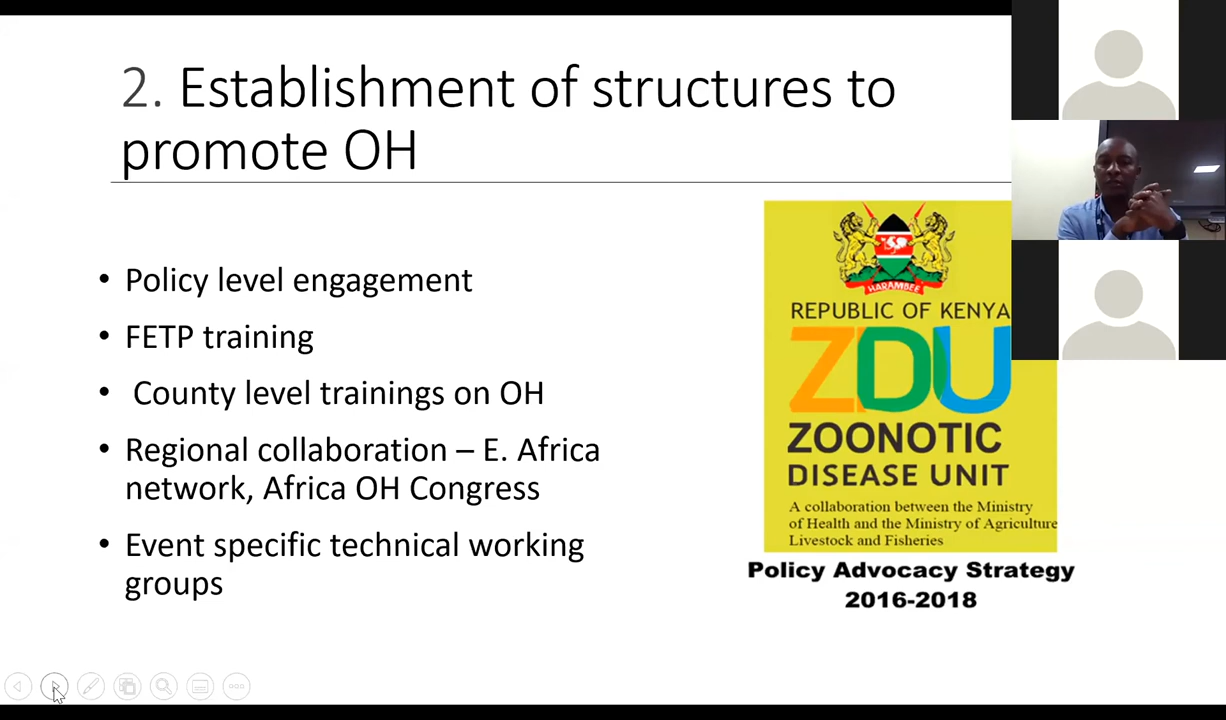 2. Establishment of structures to
promote OH
• Policy level engagement
• FETP training
• County level trainings on OH
• Regional collaboration – E. Africa
network, Africa OH Congress
• Event specific technical working
groups
HARAMBEE
REPUBLIC OF KENYA
ZDU
ZOONOTIC
DISEASE UNIT
A collaboration between the Ministry
of Health and the Ministry of Agriculture
Livestock and Fisheries
Policy Advocacy Strategy
2016-2018